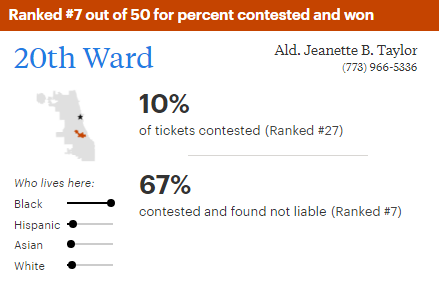 Ranked #7 out of 50 for percent contested and won
20th Ward
Ald. Jeanette B. Taylor
(773) 966-5336
10%
of tickets contested (Ranked #27)
Who lives here:
Black
Hispanic
Asian
White
67%
contested and found not liable (Ranked #7)